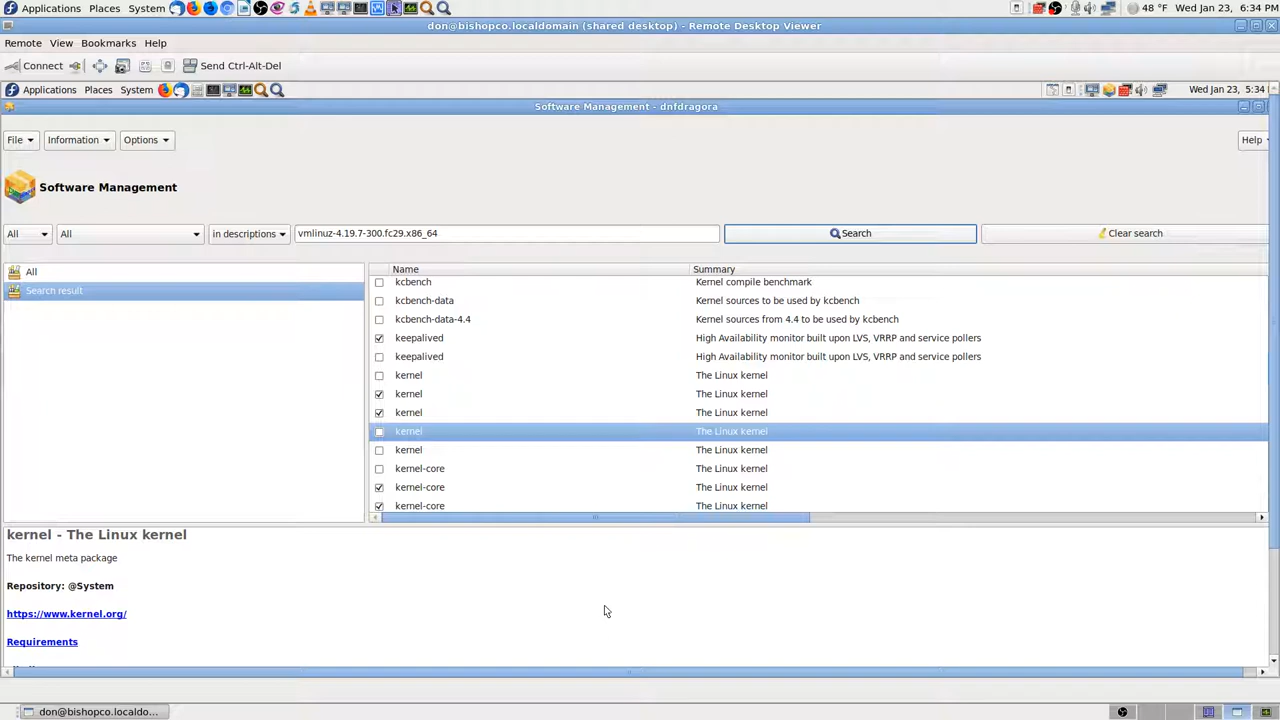 Applications Places System 48 °F Wed Jan 23, 6:34 PM
don@bishopco.localdomain (shared desktop) - Remote Desktop Viewer
Remote View Bookmarks Help
Connect Send Ctrl-Alt-Del
Applications Places System Wed Jan 23, 5:34
Software Management - dnfdragora
File Information Options Help
Software Management
All All in descriptions vmlinuz-4.19.7-300.fc29.x86_64 Search Clear search
Name Summary
All
Search result
kcbench Kernel compile benchmark
kcbench-data Kernel sources to be used by kcbench
kcbench-data-4.4 Kernel sources from 4.4 to be used by kcbench
keepalived High Availability monitor built upon LVS, VRRP and service pollers
keepalived High Availability monitor built upon LVS, VRRP and service pollers
kernel The Linux kernel
kernel The Linux kernel
kernel The Linux kernel
kernel The Linux kernel
kernel The Linux kernel
kernel-core The Linux kernel
kernel-core The Linux kernel
kernel-core The Linux kernel
kernel - The Linux kernel
The kernel meta package
Repository: @System
https://www.kernel.org/
Requirements
don@bishopco.localdo...